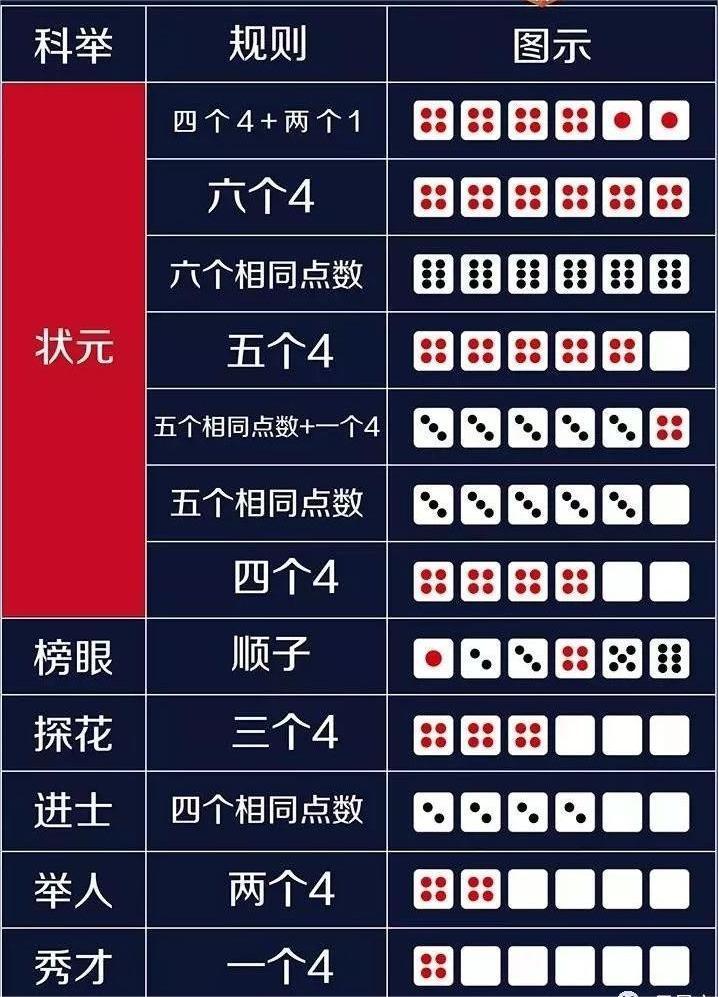 科举 规则 图示
状元
四个4+两个1
六个4
六个相同点数
五个4
五个相同点数+一个4
五个相同点数
四个4
榜眼 顺子
探花 三个4
进士 四个相同点数
举人 两个4
秀才 一个4